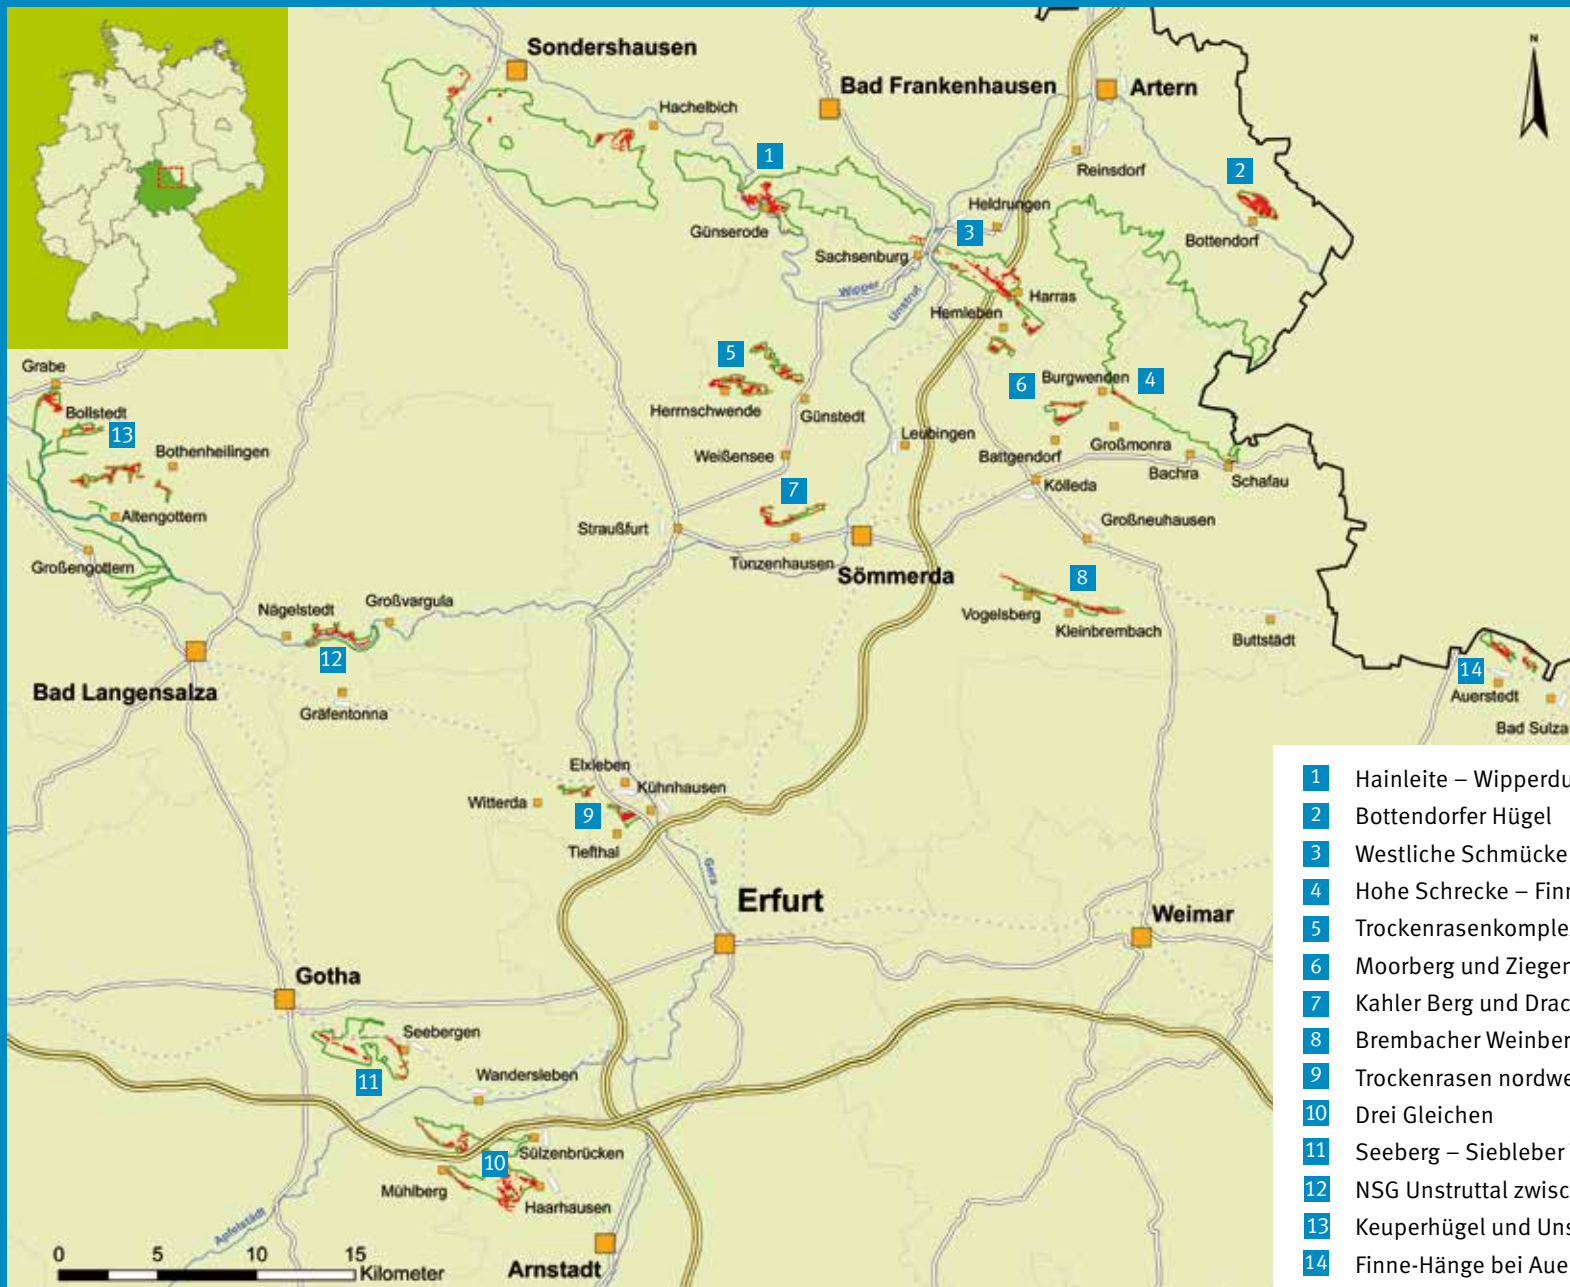 N
Sondershausen
Bad Frankenhausen
Artern
Hachelbich
Reinsdorf
1
2
Heldrungen
Günserode
3
Bottendorf
Sachsenburg
Wipper
Unstrut
Harras
Hemleben
Grabe
5
6
Burgwenden
4
Bollstedt
13
Herrnschwende
Günstedt
Leubingen
Großmonra
Bothenheilingen
Weißensee
Battgendorf
Bachra
Schafau
7
Kölleda
Altengottern
Straußfurt
Großneuhausen
Großengottern
Tunzenhausen
Sömmerda
8
Nägelstedt
Großvargula
Vogelsberg
Kleinbrembach
Buttstädt
12
14
Bad Langensalza
Gräfentonna
Auerstedt
Bad Sulza
Elxleben
Kühnhausen
Witterda
9
Tiefthal
Gera
Erfurt
Weimar
Gotha
Seebergen
11
Wandersleben
10
Sülzenbrücken
Mühlberg
Haarhausen
Apfelstädt
Arnstadt
0 5 10 15
Kilometer
1 Hainleite – Wipperdu
2 Bottendorfer Hügel
3 Westliche Schmücke
4 Hohe Schrecke – Finn
5 Trockenrasenkomple
6 Moorberg und Ziegen
7 Kahler Berg und Drac
8 Brembacher Weinber
9 Trockenrasen nordwe
10 Drei Gleichen
11 Seeberg – Siebleber
12 NSG Unstruttal zwisc
13 Keuperhügel und Uns
14 Finne-Hänge bei Aue